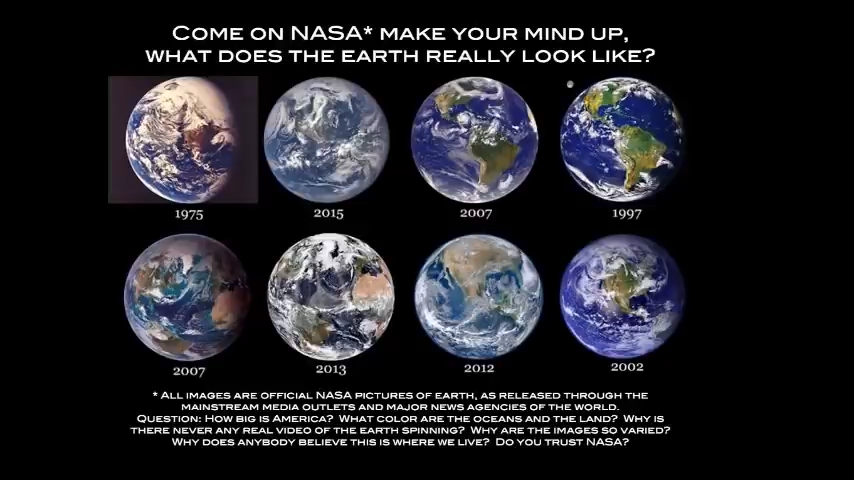 COME ON NASA* MAKE YOUR MIND UP,
WHAT DOES THE EARTH REALLY LOOK LIKE?
1975 2015 2007 1997
2007 2013 2012 2002
* ALL IMAGES ARE OFFICIAL NASA PICTURES OF EARTH, AS RELEASED THROUGH THE
MAINSTREAM MEDIA OUTLETS AND MAJOR NEWS AGENCIES OF THE WORLD.
QUESTION: HOW BIG IS AMERICA? WHAT COLOR ARE THE OCEANS AND THE LAND? WHY IS
THERE NEVER ANY REAL VIDEO OF THE EARTH SPINNING? WHY ARE THE IMAGES SO VARIED?
WHY DOES ANYBODY BELIEVE THIS IS WHERE WE LIVE? DO YOU TRUST NASA?